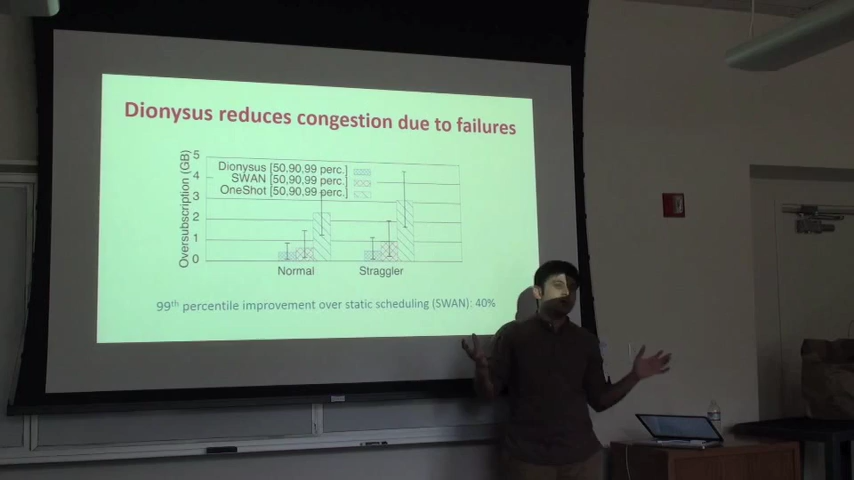 Dionysus reduces congestion due to failures
Oversubscription (GB)
5
4
3
2
1
0
Dionysus [50,90,99 perc.]
SWAN [50,90,99 perc.]
OneShot [50,90,99 perc.]
Normal
Straggler
99th percentile improvement over static scheduling (SWAN): 40%